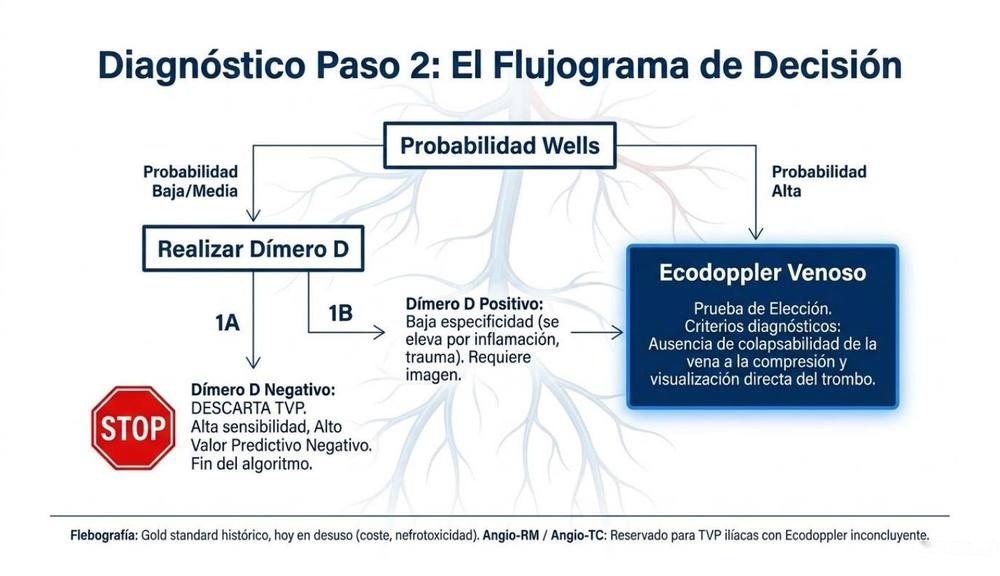 Diagnóstico Paso 2: El Flujograma de Decisión
Probabilidad Wells
Probabilidad
Baja/Media
Probabilidad
Alta
Realizar Dímero D
1A
1B
Dímero D Positivo:
Baja especificidad (se
eleva por inflamación,
trauma). Requiere
imagen.
Ecodoppler Venoso
Prueba de Elección.
Criterios diagnósticos:
Ausencia de colapsabilidad de la
vena a la compresión y
visualización directa del trombo.
STOP
Dímero D Negativo:
DESCARTA TVP.
Alta sensibilidad, Alto
Valor Predictivo Negativo.
Fin del algoritmo.
Flebografía: Gold standard histórico, hoy en desuso (coste, nefrotoxicidad). Angio-RM / Angio-TC: Reservado para TVP ilíacas con Ecodoppler inconcluyente.